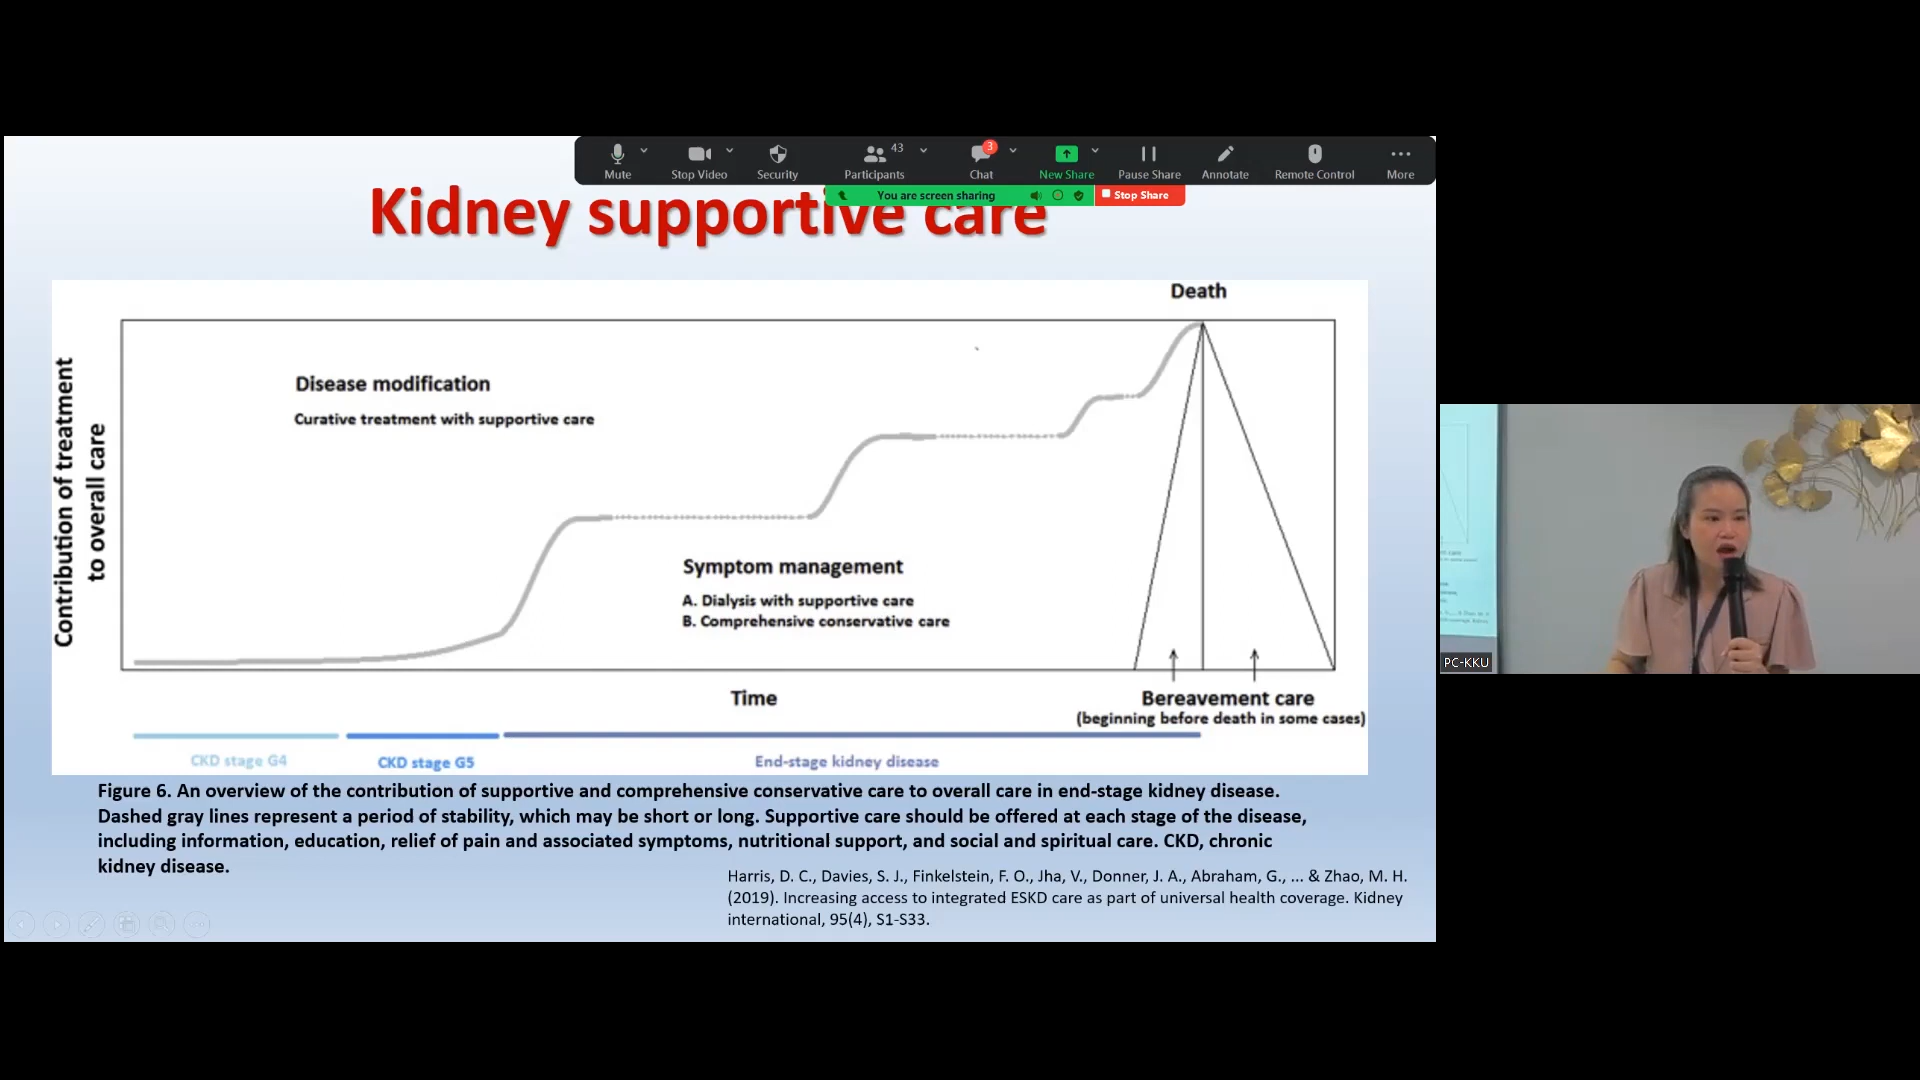 Mute
Stop Video
Security
Participants
43
Chat
3
New Share
Pause Share
Annotate
Remote Control
More
You are screen sharing
Stop Share
Kidney supportive care
Death
Contribution of treatment
to overall care
Disease modification
Curative treatment with supportive care
Symptom management
A. Dialysis with supportive care
B. Comprehensive conservative care
Time
Bereavement care
(beginning before death in some cases)
CKD stage G4
CKD stage G5
End-stage kidney disease
Figure 6. An overview of the contribution of supportive and comprehensive conservative care to overall care in end-stage kidney disease.
Dashed gray lines represent a period of stability, which may be short or long. Supportive care should be offered at each stage of the disease,
including information, education, relief of pain and associated symptoms, nutritional support, and social and spiritual care. CKD, chronic
kidney disease.
Harris, D. C., Davies, S. J., Finkelstein, F. O., Jha, V., Donner, J. A., Abraham, G., ... & Zhao, M. H.
(2019). Increasing access to integrated ESKD care as part of universal health coverage. Kidney
international, 95(4), S1-S33.
PC-KKU